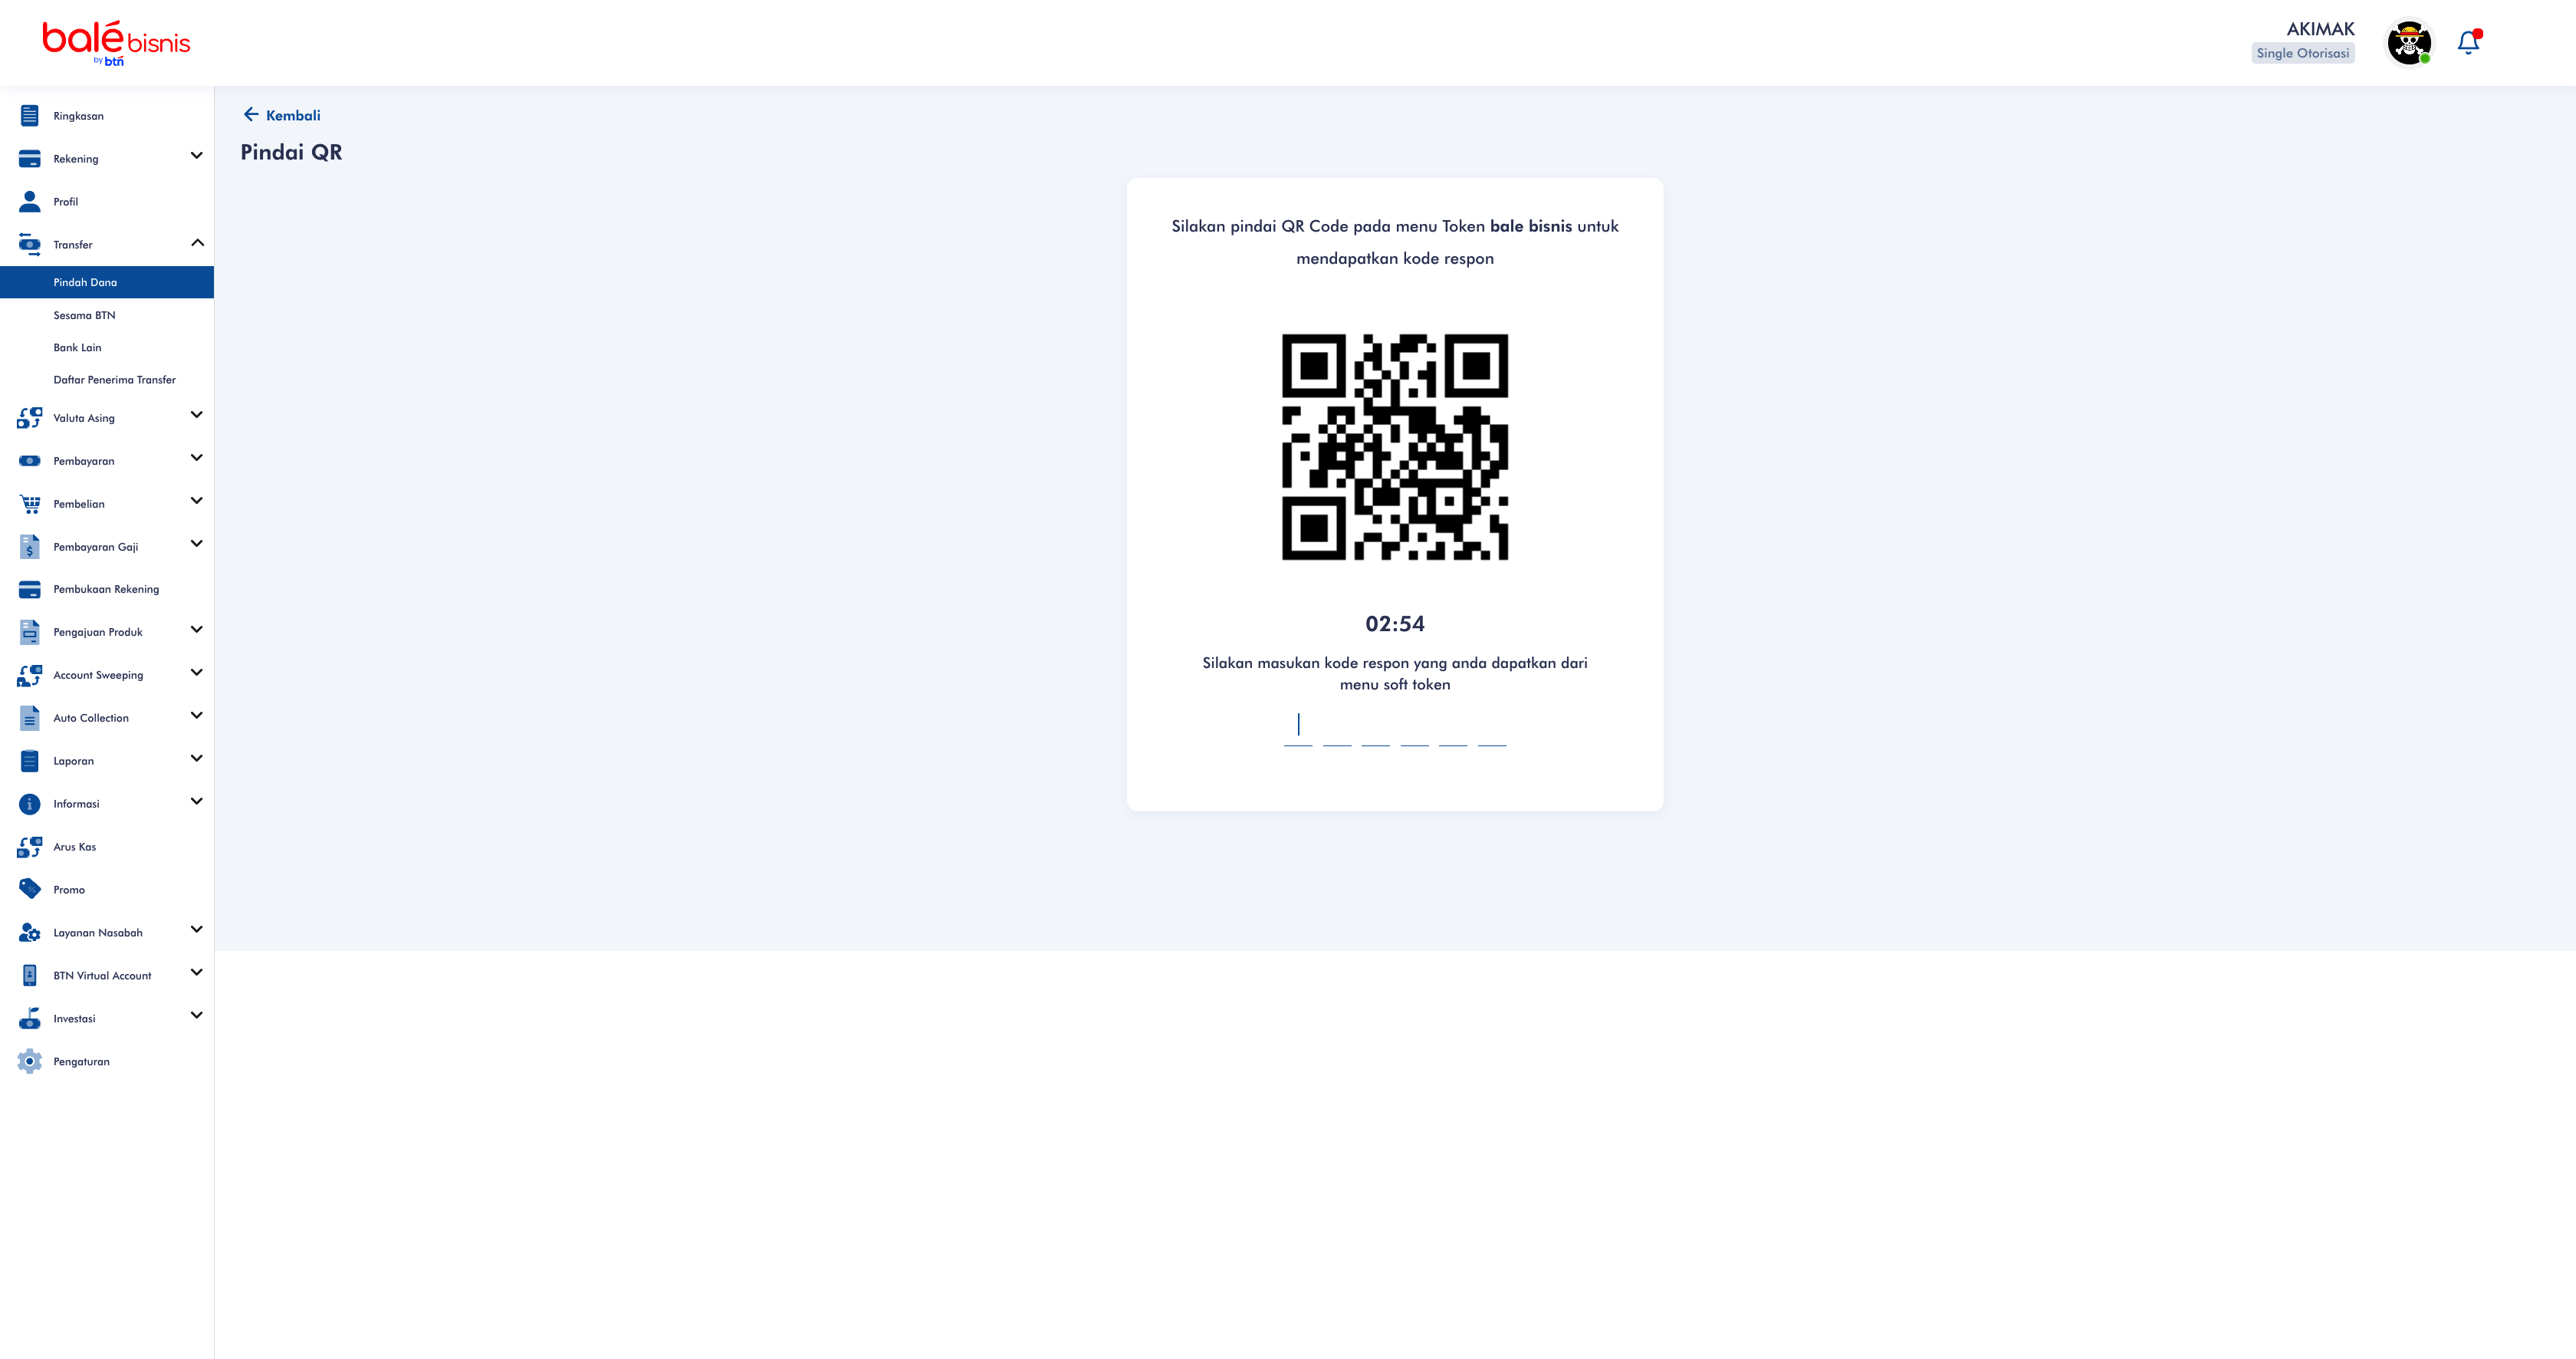 balé bisnis
by btn
AKIMAK
Single Otorisasi
Ringkasan
Rekening
Profil
Transfer
Pindah Dana
Sesama BTN
Bank Lain
Daftar Penerima Transfer
Valuta Asing
Pembayaran
Pembelian
Pembayaran Gaji
Pembukaan Rekening
Pengajuan Produk
Account Sweeping
Auto Collection
Laporan
Informasi
Arus Kas
Promo
Layanan Nasabah
BTN Virtual Account
Investasi
Pengaturan
Kembali
Pindai QR
Silakan pindai QR Code pada menu Token bale bisnis untuk
mendapatkan kode respon
02:54
Silakan masukan kode respon yang anda dapatkan dari
menu soft token